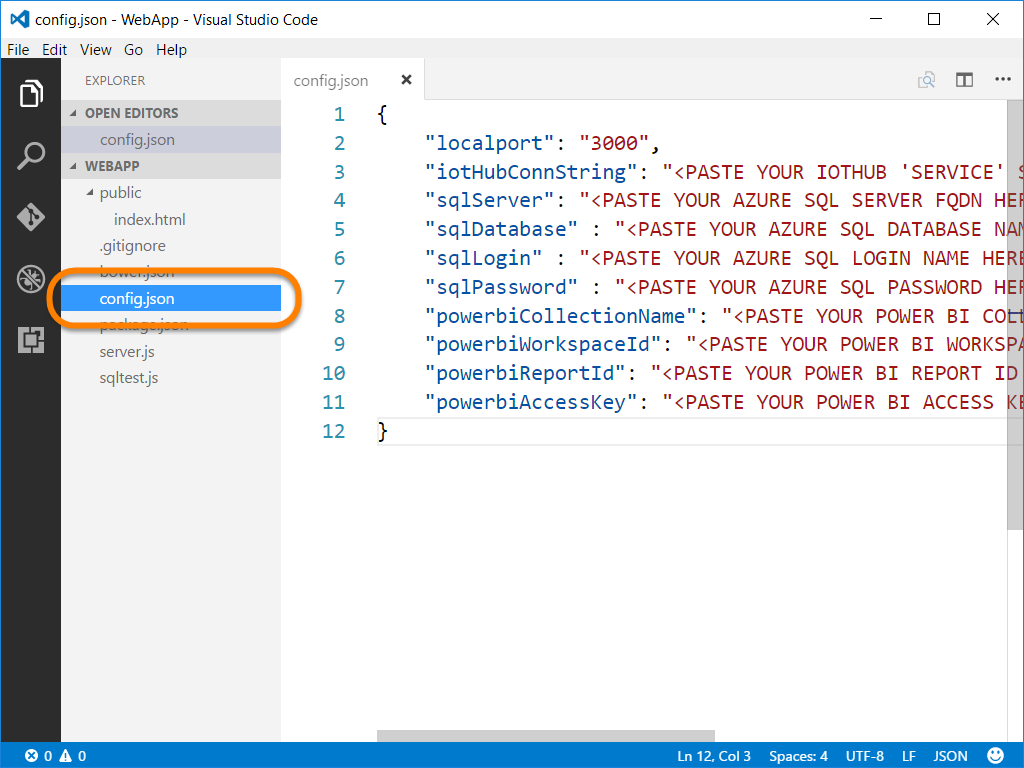 config.json - WebApp - Visual Studio Code
File Edit View Go Help
EXPLORER
OPEN EDITORS
config.json
WEBAPP
public
index.html
.gitignore
bower.json
config.json
package.json
server.js
sqltest.js
config.json
1 {
2 "localport": "3000",
3 "iotHubConnString": "<PASTE YOUR IOTHUB 'SERVICE' S
4 "sqlServer": "<PASTE YOUR AZURE SQL SERVER FQDN HER
5 "sqlDatabase" : "<PASTE YOUR AZURE SQL DATABASE NAM
6 "sqlLogin" : "<PASTE YOUR AZURE SQL LOGIN NAME HERE
7 "sqlPassword" : "<PASTE YOUR AZURE SQL PASSWORD HER
8 "powerbiCollectionName": "<PASTE YOUR POWER BI COLL
9 "powerbiWorkspaceId": "<PASTE YOUR POWER BI WORKSPA
10 "powerbiReportId": "<PASTE YOUR POWER BI REPORT ID
11 "powerbiAccessKey": "<PASTE YOUR POWER BI ACCESS KE
12 }
0 0 Ln 12, Col 3 Spaces: 4 UTF-8 LF JSON